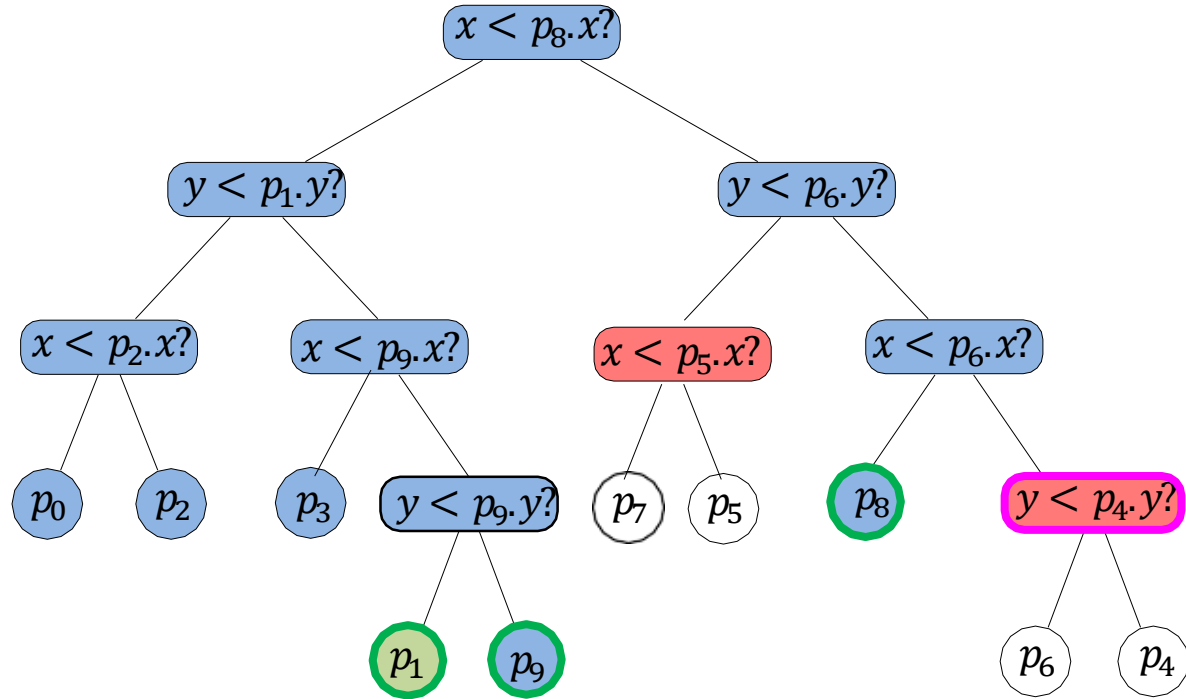 x < p₈.x?
y < p₁.y?
y < p₆.y?
x < p₂.x?
x < p₉.x?
x < p₅.x?
x < p₆.x?
p₀
p₂
p₃
y < p₉.y?
p₇
p₅
p₈
y < p₄.y?
p₁
p₉
p₆
p₄